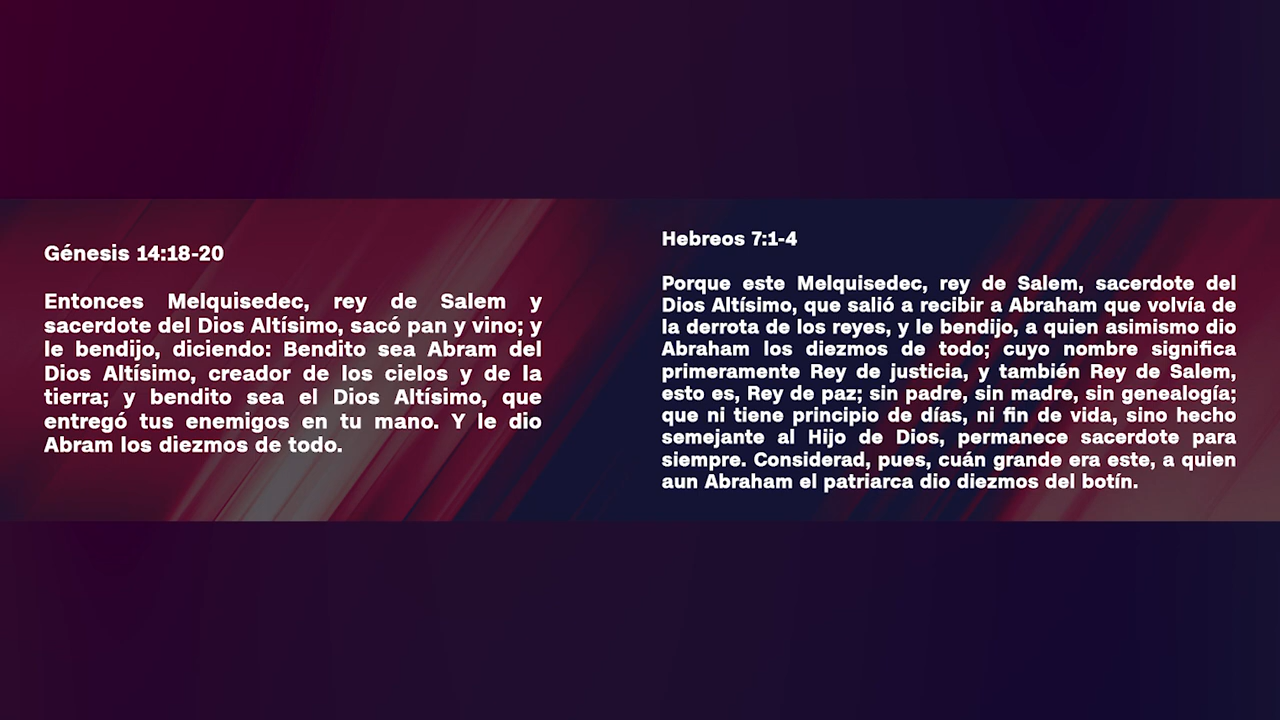 Génesis 14:18-20
Entonces Melquisedec, rey de Salem y
sacerdote del Dios Altísimo, sacó pan y vino; y
le bendijo, diciendo: Bendito sea Abram del
Dios Altísimo, creador de los cielos y de la
tierra; y bendito sea el Dios Altísimo, que
entregó tus enemigos en tu mano. Y le dio
Abram los diezmos de todo.
Hebreos 7:1-4
Porque este Melquisedec, rey de Salem, sacerdote del
Dios Altísimo, que salió a recibir a Abraham que volvía de
la derrota de los reyes, y le bendijo, a quien asimismo dio
Abraham los diezmos de todo; cuyo nombre significa
primeramente Rey de justicia, y también Rey de Salem,
esto es, Rey de paz; sin padre, sin madre, sin genealogía;
que ni tiene principio de días, ni fin de vida, sino hecho
semejante al Hijo de Dios, permanece sacerdote para
siempre. Considerad, pues, cuán grande era este, a quien
aun Abraham el patriarca dio diezmos del botín.